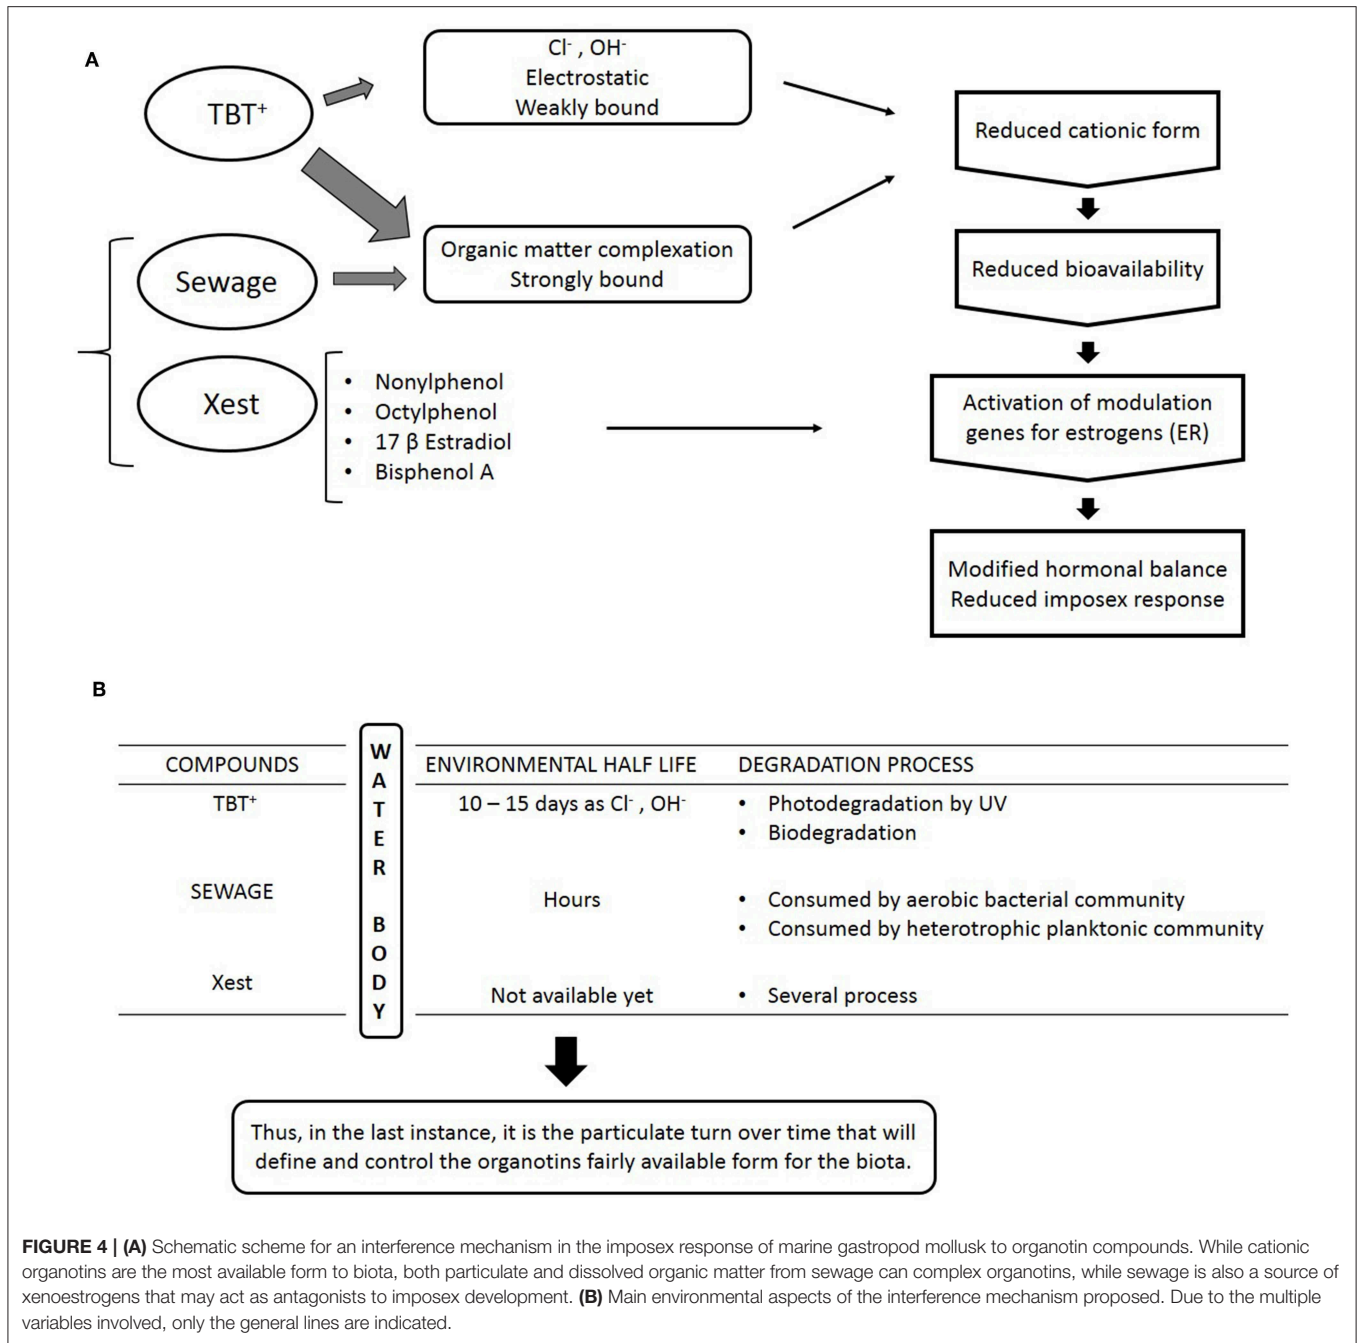 A
TBT⁺
Cl⁻ , OH⁻
Electrostatic
Weakly bound
Reduced cationic form
Sewage
Organic matter complexation
Strongly bound
Reduced bioavailability
Xest
• Nonylphenol
• Octylphenol
• 17 β Estradiol
• Bisphenol A
Activation of modulation
genes for estrogens (ER)
Modified hormonal balance
Reduced imposex response
B
WATER BODY
COMPOUNDS
ENVIRONMENTAL HALF LIFE
DEGRADATION PROCESS
TBT⁺
10 – 15 days as Cl⁻ , OH⁻
• Photodegradation by UV
• Biodegradation
SEWAGE
Hours
• Consumed by aerobic bacterial community
• Consumed by heterotrophic planktonic community
Xest
Not available yet
• Several process
Thus, in the last instance, it is the particulate turn over time that will
define and control the organotins fairly available form for the biota.
FIGURE 4 | (A) Schematic scheme for an interference mechanism in the imposex response of marine gastropod mollusk to organotin compounds. While cationic
organotins are the most available form to biota, both particulate and dissolved organic matter from sewage can complex organotins, while sewage is also a source of
xenoestrogens that may act as antagonists to imposex development. (B) Main environmental aspects of the interference mechanism proposed. Due to the multiple
variables involved, only the general lines are indicated.